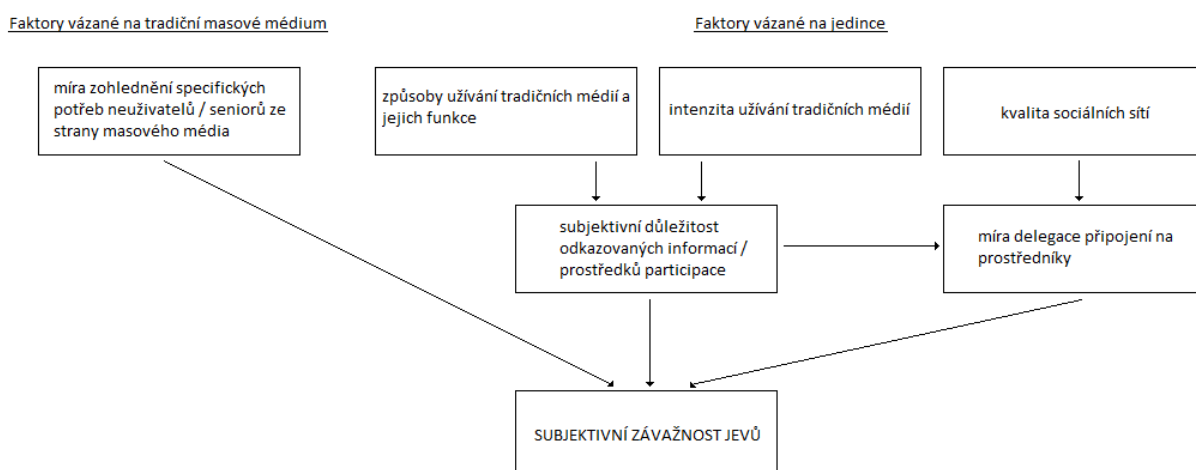 Faktory vázané na tradiční masové médium
Faktory vázané na jedince
míra zohlednění specifických
potřeb neuživatelů / seniorů ze
strany masového média
způsoby užívání tradičních médií a
jejich funkce
intenzita užívání tradičních médií
kvalita sociálních sítí
subjektivní důležitost
odkazovaných informací /
prostředků participace
míra delegace připojení na
prostředníky
SUBJEKTIVNÍ ZÁVAŽNOST JEVŮ